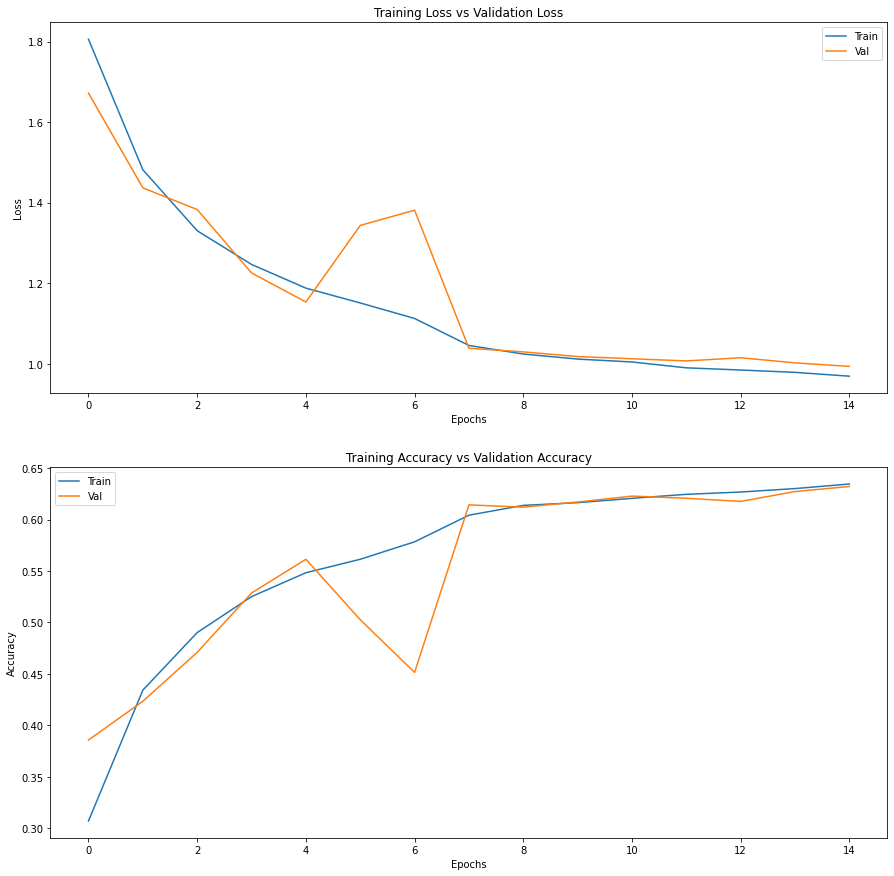 Training Loss vs Validation Loss
1.8
1.6
1.4
1.2
1.0
Loss
Train
Val
0 2 4 6 8 10 12 14
Epochs
Training Accuracy vs Validation Accuracy
0.65
0.60
0.55
0.50
0.45
0.40
0.35
0.30
Accuracy
Train
Val
0 2 4 6 8 10 12 14
Epochs